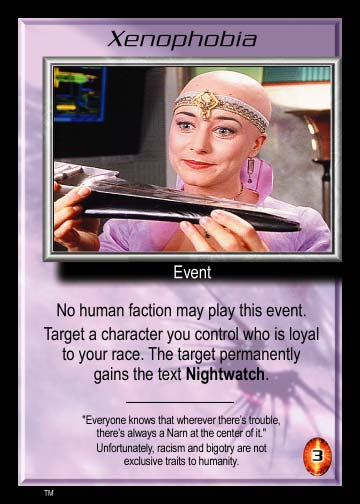 Xenophobia
Event
No human faction may play this event.
Target a character you control who is loyal
to your race. The target permanently
gains the text Nightwatch.
"Everyone knows that wherever there's trouble,
there's always a Narn at the center of it."
Unfortunately, racism and bigotry are not
exclusive traits to humanity.
3
TM